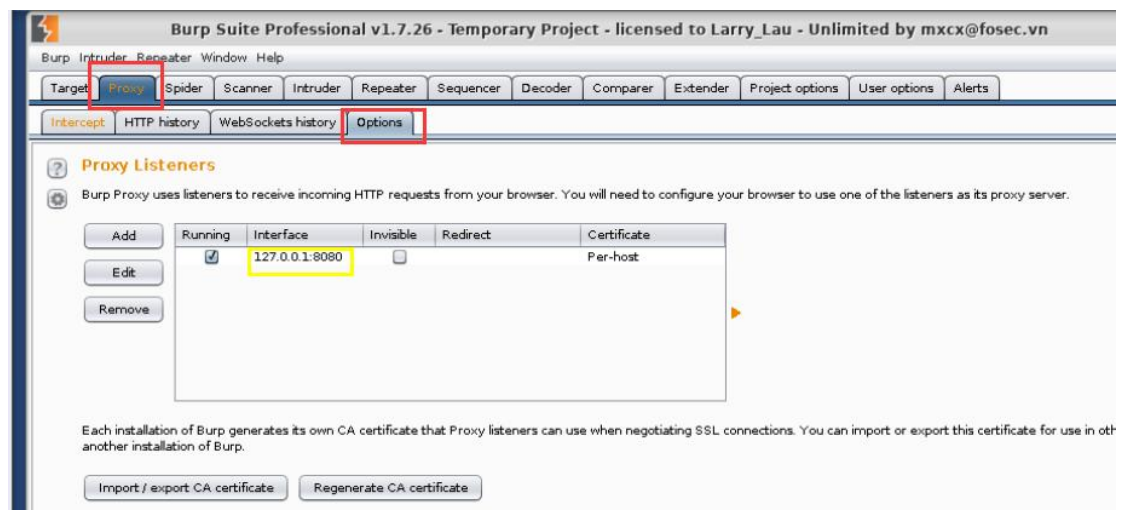 Burp Suite Professional v1.7.26 - Temporary Project - licensed to Larry_Lau - Unlimited by mxcx@fosec.vn
Burp Intruder Repeater Window Help
Target Proxy Spider Scanner Intruder Repeater Sequencer Decoder Comparer Extender Project options User options Alerts
Intercept HTTP history WebSockets history Options
? Proxy Listeners
Burp Proxy uses listeners to receive incoming HTTP requests from your browser. You will need to configure your browser to use one of the listeners as its proxy server.
Add Running Interface Invisible Redirect Certificate
127.0.0.1:8080 Per-host
Edit
Remove
Each installation of Burp generates its own CA certificate that Proxy listeners can use when negotiating SSL connections. You can import or export this certificate for use in oth
another installation of Burp.
Import / export CA certificate Regenerate CA certificate